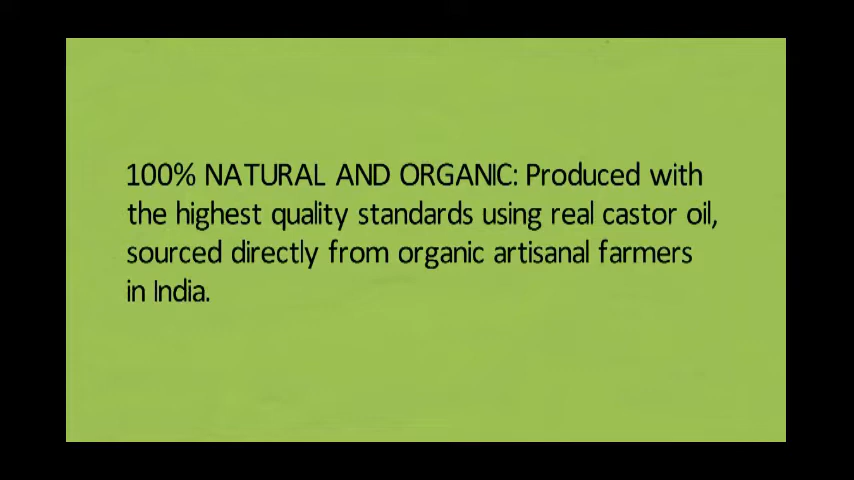 100% NATURAL AND ORGANIC: Produced with
the highest quality standards using real castor oil,
sourced directly from organic artisanal farmers
in India.